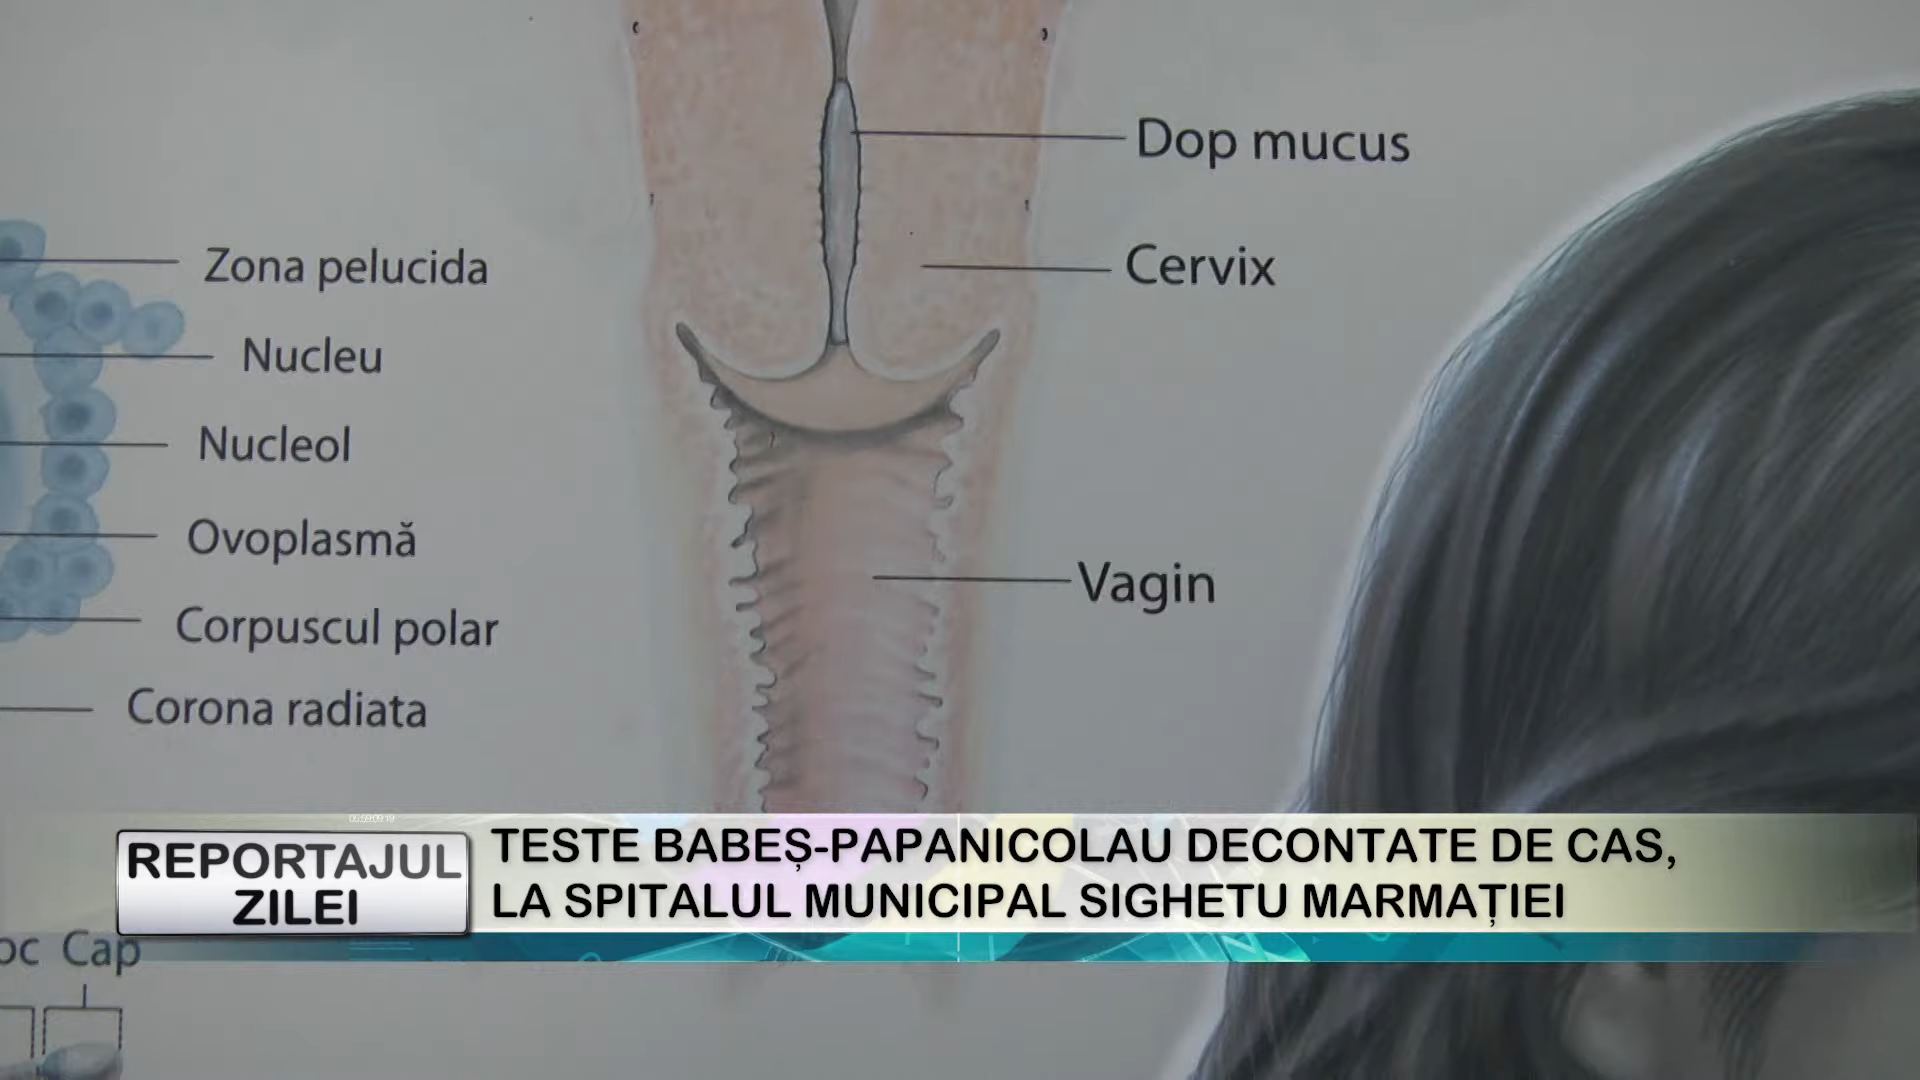 Dop mucus
Cervix
Vagin
Zona pelucida
Nucleu
Nucleol
Ovoplasmă
Corpuscul polar
Corona radiata
REPORTAJUL
ZILEI
TESTE BABEȘ-PAPANICOLAU DECONTATE DE CAS,
LA SPITALUL MUNICIPAL SIGHETU MARMAȚIEI
Cap